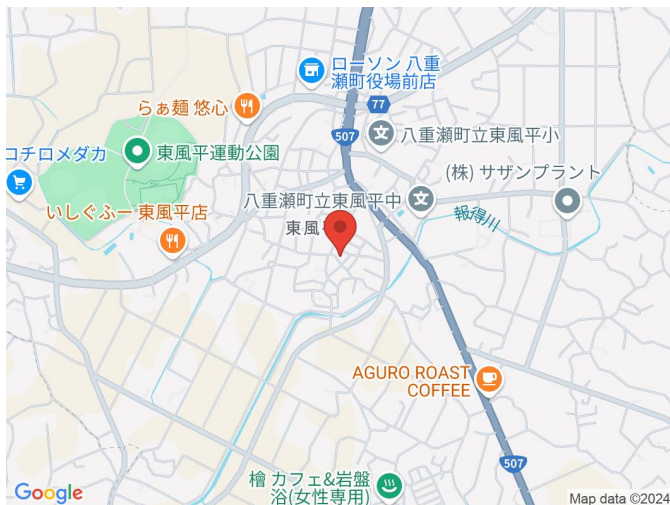 ローソン 八重
瀬町役場前店
77
らぁ麺 悠心
507
八重瀬町立東風平小
コチロメダカ
東風平運動公園
(株) サザンプラント
八重瀬町立東風平中
いしぐふー 東風平店
東風
報得川
AGURO ROAST
COFFEE
507
檜 カフェ&岩盤
浴(女性専用)
Google
Map data ©2024